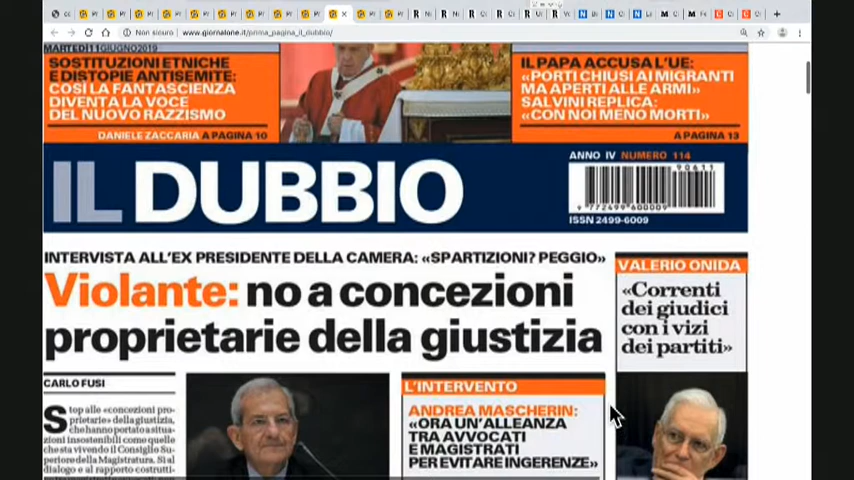 Non sicuro
www.giornalone.it/prima_pagina_il_dubbio/
MARTEDÌ 11 GIUGNO 2019
SOSTITUZIONI ETNICHE
E DISTOPIE ANTISEMITE:
COSÌ LA FANTASCIENZA
DIVENTA LA VOCE
DEL NUOVO RAZZISMO
DANIELE ZACCARIA A PAGINA 10
IL PAPA ACCUSA L'UE:
«PORTI CHIUSI AI MIGRANTI
MA APERTI ALLE ARMI»
SALVINI REPLICA:
«CON NOI MENO MORTI»
A PAGINA 13
IL DUBBIO
ANNO IV NUMERO 114
90611
9 772499 600009
ISSN 2499-6009
INTERVISTA ALL'EX PRESIDENTE DELLA CAMERA: «SPARTIZIONI? PEGGIO»
Violante: no a concezioni
proprietarie della giustizia
VALERIO ONIDA
«Correnti
dei giudici
con i vizi
dei partiti»
CARLO FUSI
Stop alle «concezioni pro-
prietarie» della giustizia,
che hanno portato a situa-
zioni insostenibili come quelle
che sta vivendo il Consiglio Su-
periore della Magistratura. Sì al
dialogo e al rapporto costrutti-
L'INTERVENTO
ANDREA MASCHERIN:
«ORA UN'ALLEANZA
TRA AVVOCATI
E MAGISTRATI
PER EVITARE INGERENZE»